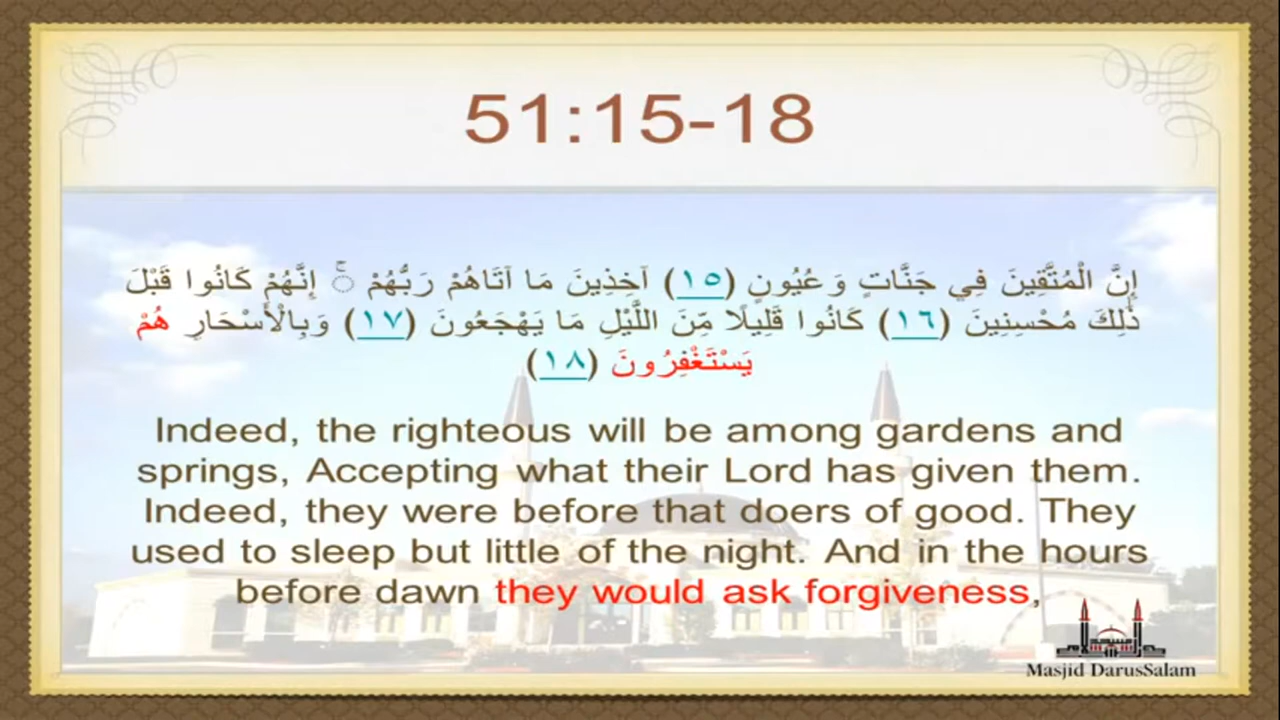 51:15-18
إِنَّ الْمُتَّقِينَ فِي جَنَّاتٍ وَعُيُونٍ (١٥) آخِذِينَ مَا آتَاهُمْ رَبُّهُمْ ۚ إِنَّهُمْ كَانُوا قَبْلَ
ذَٰلِكَ مُحْسِنِينَ (١٦) كَانُوا قَلِيلًا مِّنَ اللَّيْلِ مَا يَهْجَعُونَ (١٧) وَبِالْأَسْحَارِ هُمْ
يَسْتَغْفِرُونَ (١٨)
Indeed, the righteous will be among gardens and
springs, Accepting what their Lord has given them.
Indeed, they were before that doers of good. They
used to sleep but little of the night. And in the hours
before dawn they would ask forgiveness,
Masjid DarusSalam